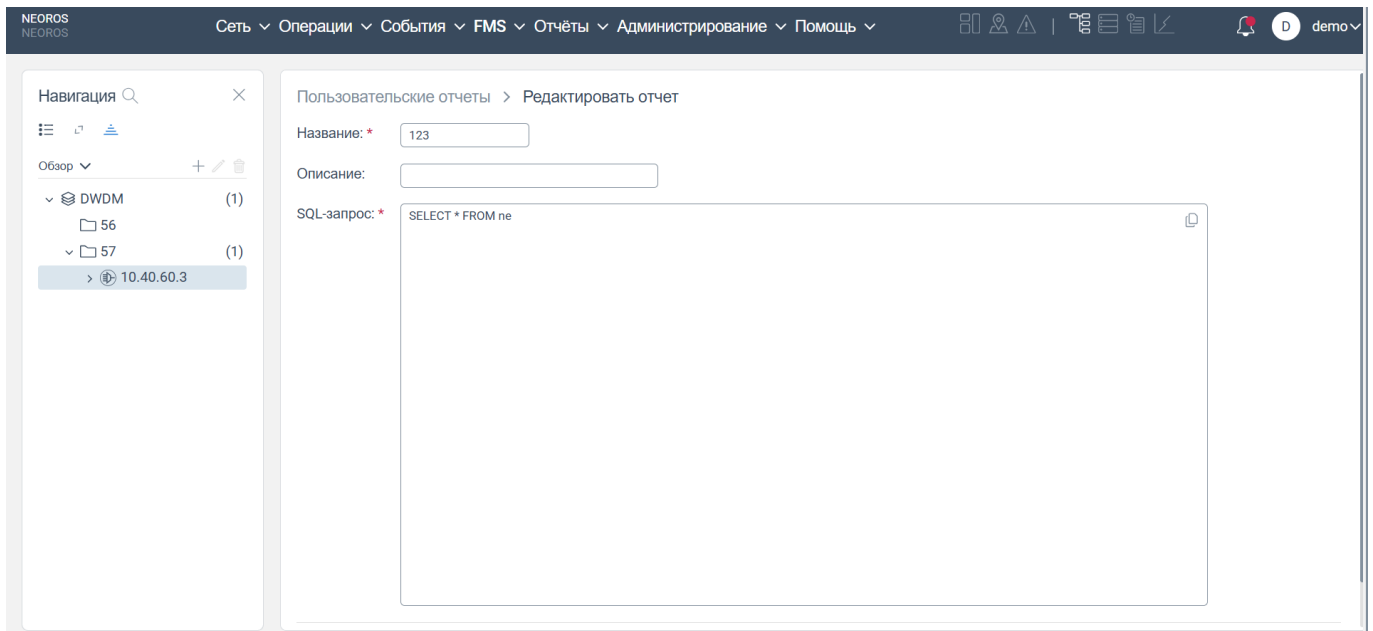 NEOROS
NEOROS
Сеть Операции События FMS Отчёты Администрирование Помощь
D demo
Навигация
Обзор
DWDM (1)
56
57 (1)
10.40.60.3
Пользовательские отчеты > Редактировать отчет
Название: * 123
Описание:
SQL-запрос: * SELECT * FROM ne